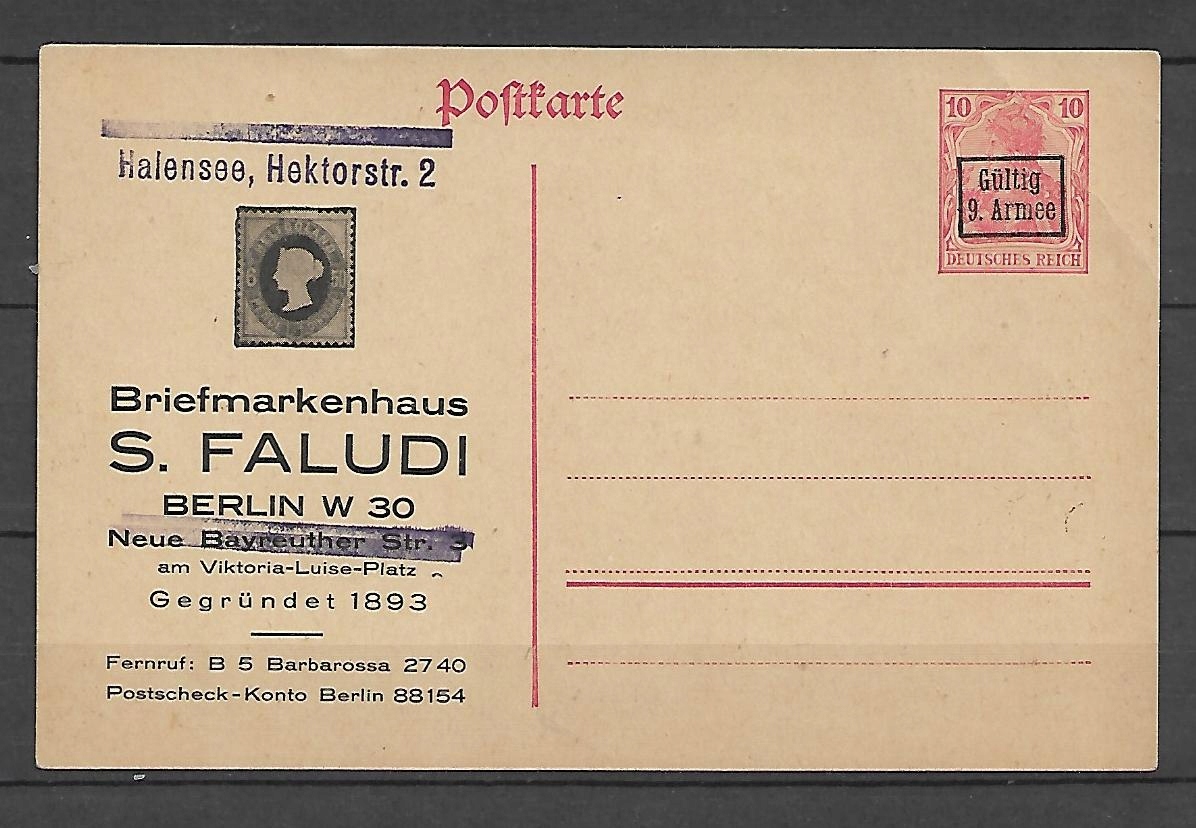 Postkarte
Halensee, Hektorstr. 2
Briefmarkenhaus
S. FALUDI
BERLIN W 30
Neue Bayreuther Str. 3
am Viktoria-Luise-Platz
Gegründet 1893
Fernruf: B 5 Barbarossa 2740
Postscheck-Konto Berlin 88154
10 10
Gültig
9. Armee
DEUTSCHES REICH